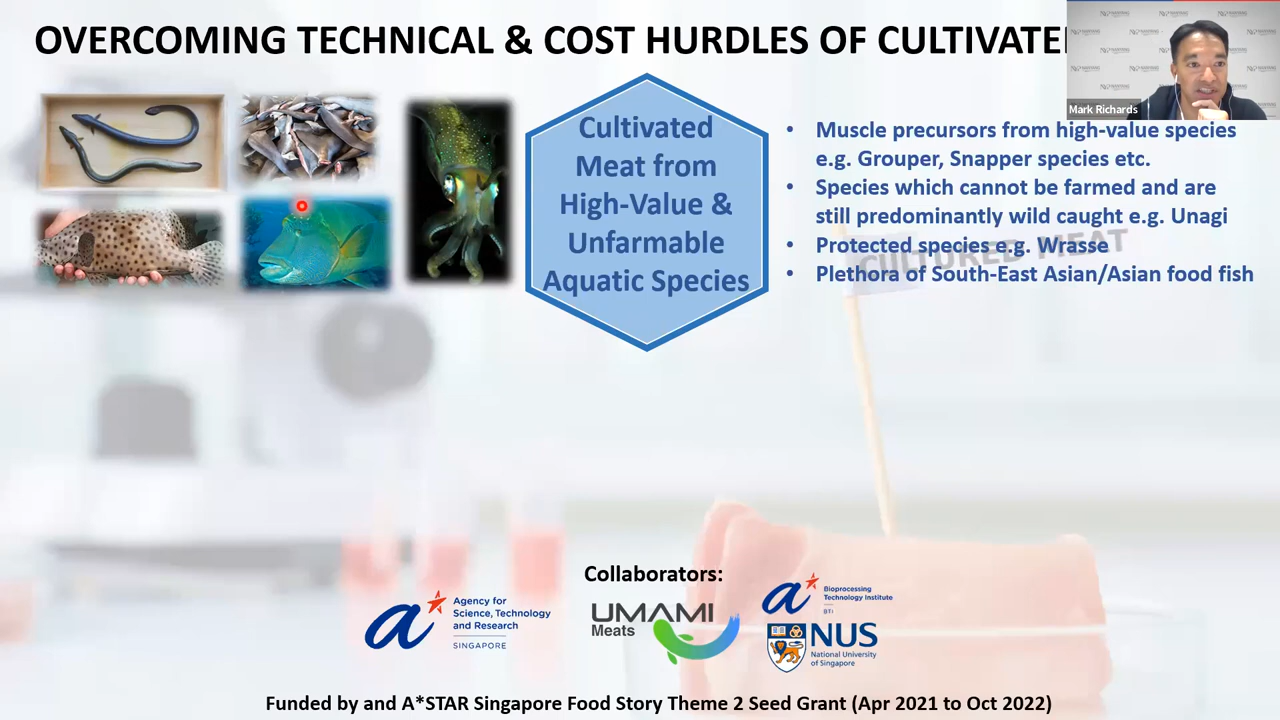 OVERCOMING TECHNICAL & COST HURDLES OF CULTIVATE
Mark Richards
Cultivated
Meat from
High-Value &
Unfarmable
Aquatic Species
• Muscle precursors from high-value species
e.g. Grouper, Snapper species etc.
• Species which cannot be farmed and are
still predominantly wild caught e.g. Unagi
• Protected species e.g. Wrasse
• Plethora of South-East Asian/Asian food fish
CULTURED MEAT
Collaborators:
Agency for
Science, Technology
and Research
SINGAPORE
UMAMI
Meats
Bioprocessing
Technology Institute
BTI
NUS
National University
of Singapore
Funded by and A*STAR Singapore Food Story Theme 2 Seed Grant (Apr 2021 to Oct 2022)